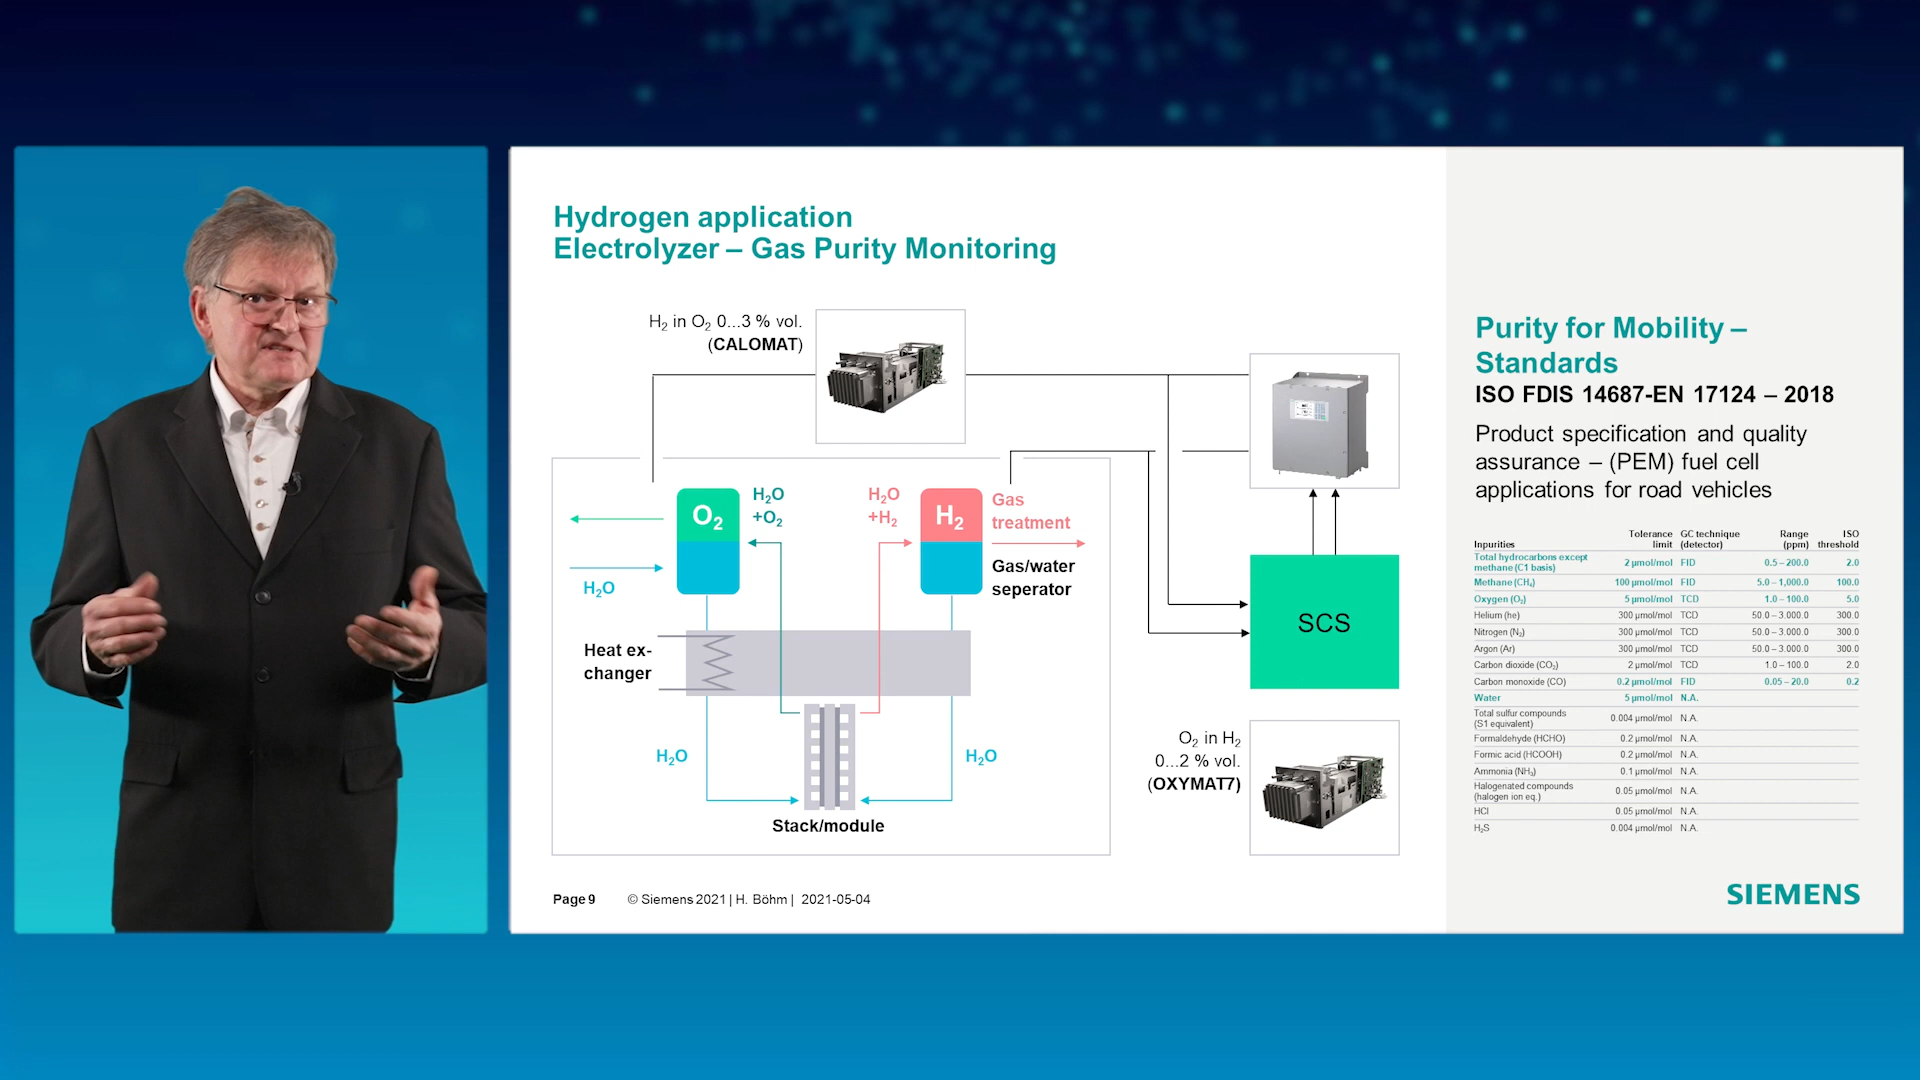 Hydrogen application
Electrolyzer – Gas Purity Monitoring
H₂ in O₂ 0...3 % vol.
(CALOMAT)
O₂
H₂O
+O₂
H₂O
+H₂
H₂
Gas
treatment
H₂O
Gas/water
seperator
Heat ex-
changer
H₂O
H₂O
Stack/module
SCS
O₂ in H₂
0...2 % vol.
(OXYMAT7)
Page 9 © Siemens 2021 | H. Böhm | 2021-05-04
Purity for Mobility –
Standards
ISO FDIS 14687-EN 17124 – 2018
Product specification and quality
assurance – (PEM) fuel cell
applications for road vehicles
Tolerance GC technique Range ISO
Inpurities limit (detector) (ppm) threshold
Total hydrocarbons except
methane (C1 basis) 2 µmol/mol FID 0.5 – 200.0 2.0
Methane (CH₄) 100 µmol/mol FID 5.0 – 1,000.0 100.0
Oxygen (O₂) 5 µmol/mol TCD 1.0 – 100.0 5.0
Helium (he) 300 µmol/mol TCD 50.0 – 3.000.0 300.0
Nitrogen (N₂) 300 µmol/mol TCD 50.0 – 3.000.0 300.0
Argon (Ar) 300 µmol/mol TCD 50.0 – 3.000.0 300.0
Carbon dioxide (CO₂) 2 µmol/mol TCD 1.0 – 100.0 2.0
Carbon monoxide (CO) 0.2 µmol/mol FID 0.05 – 20.0 0.2
Water 5 µmol/mol N.A.
Total sulfur compounds
(S1 equivalent) 0.004 µmol/mol N.A.
Formaldehyde (HCHO) 0.2 µmol/mol N.A.
Formic acid (HCOOH) 0.2 µmol/mol N.A.
Ammonia (NH₃) 0.1 µmol/mol N.A.
Halogenated compounds
(halogen ion eq.) 0.05 µmol/mol N.A.
HCl 0.05 µmol/mol N.A.
H₂S 0.004 µmol/mol N.A.
SIEMENS